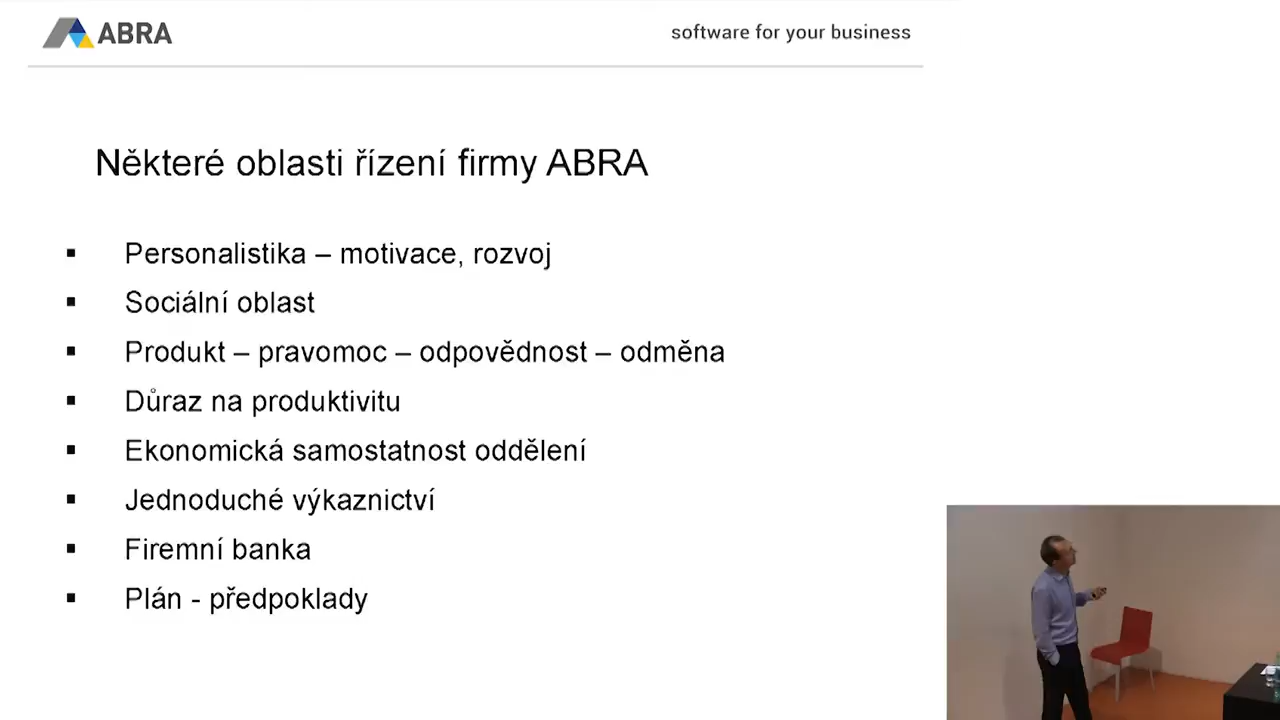 ABRA
software for your business
Některé oblasti řízení firmy ABRA
▪ Personalistika – motivace, rozvoj
▪ Sociální oblast
▪ Produkt – pravomoc – odpovědnost – odměna
▪ Důraz na produktivitu
▪ Ekonomická samostatnost oddělení
▪ Jednoduché výkaznictví
▪ Firemní banka
▪ Plán - předpoklady